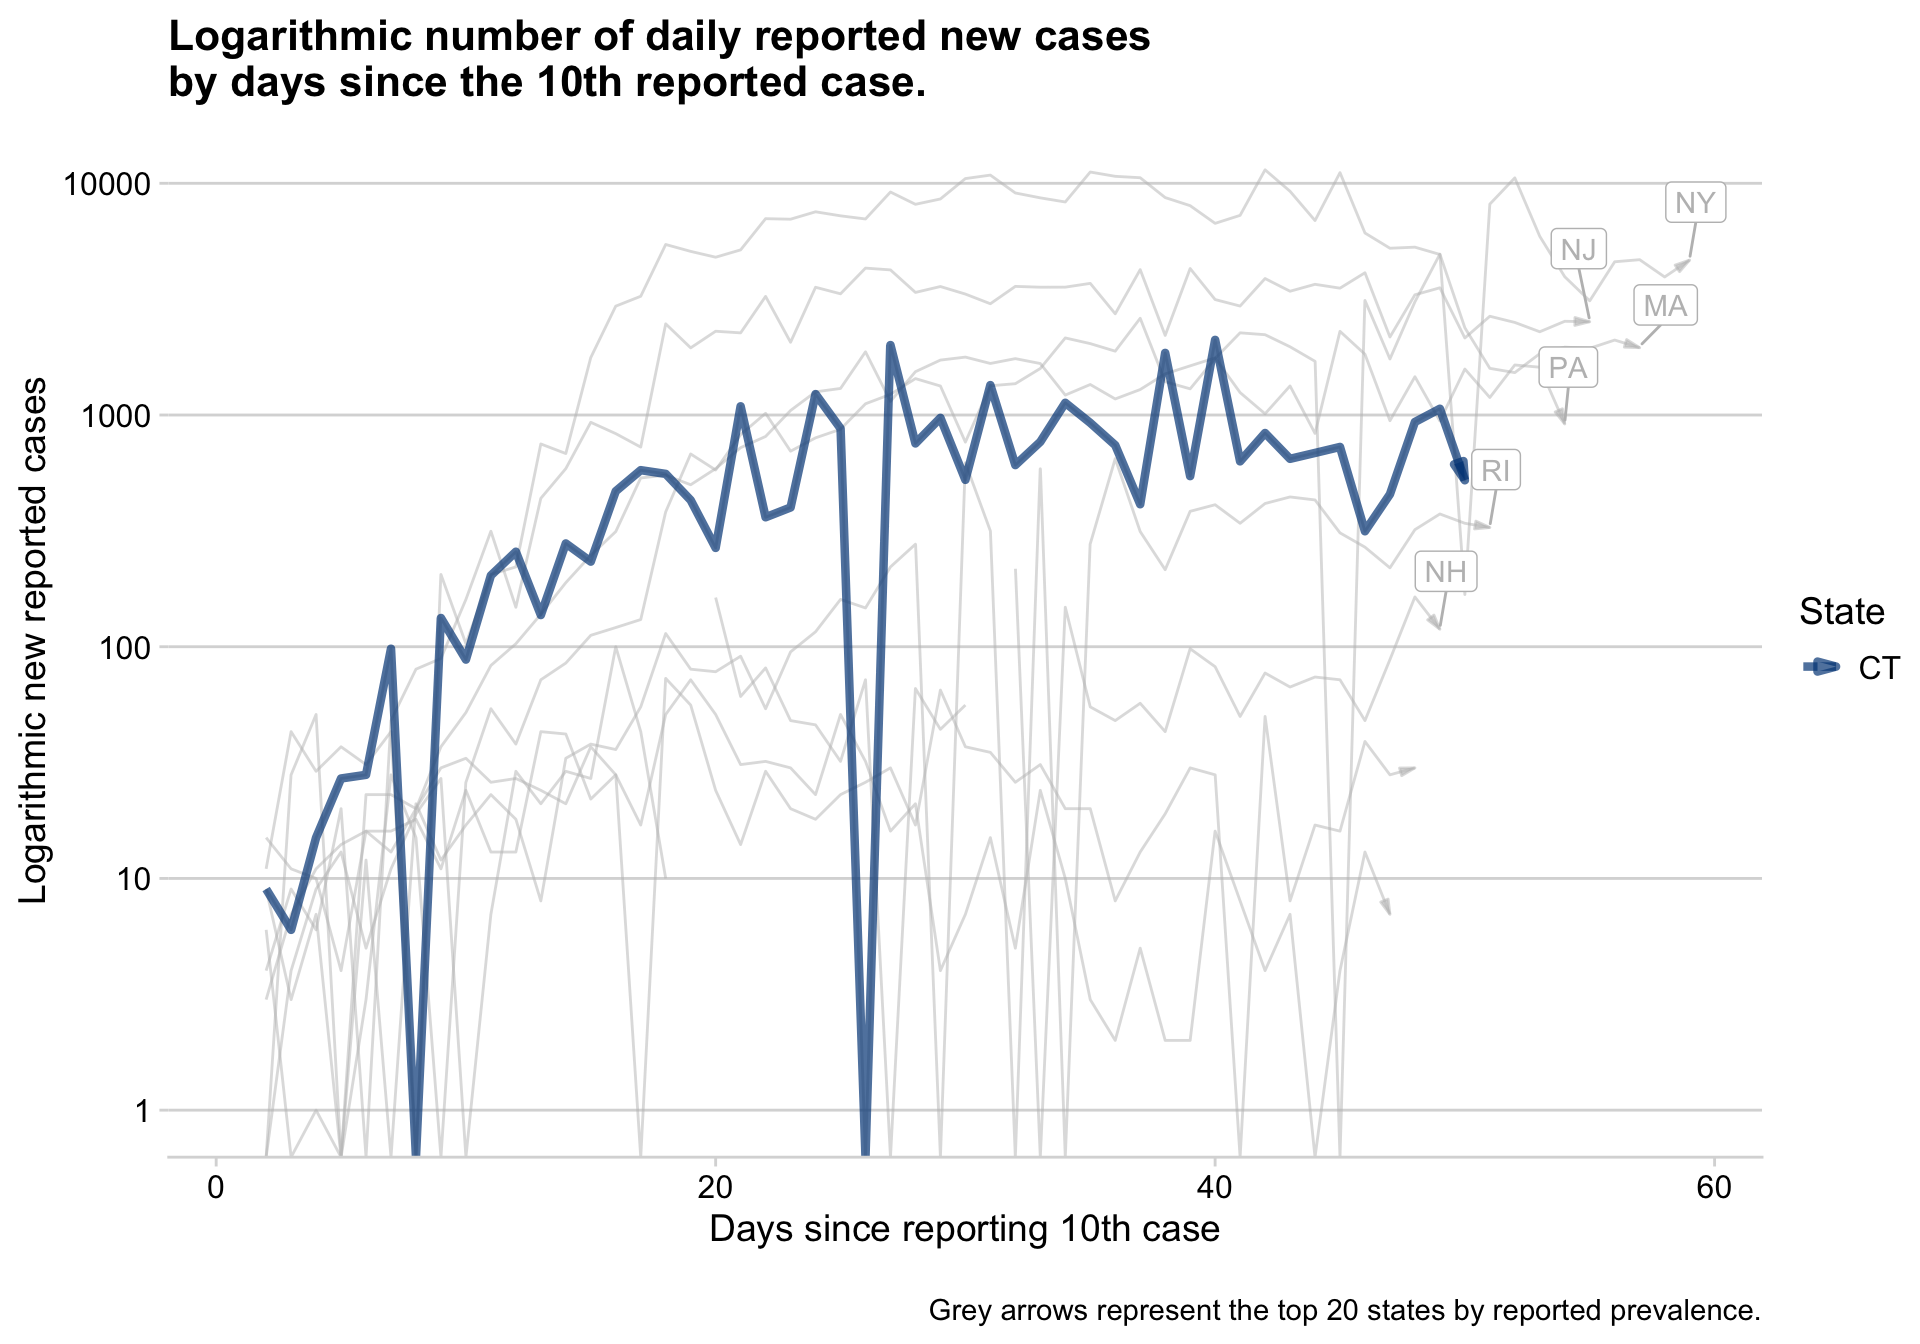 Logarithmic number of daily reported new cases
by days since the 10th reported case.
Logarithmic new reported cases
10000
1000
100
10
1
NY
NJ
MA
PA
RI
NH
State
CT
0
20
40
60
Days since reporting 10th case
Grey arrows represent the top 20 states by reported prevalence.